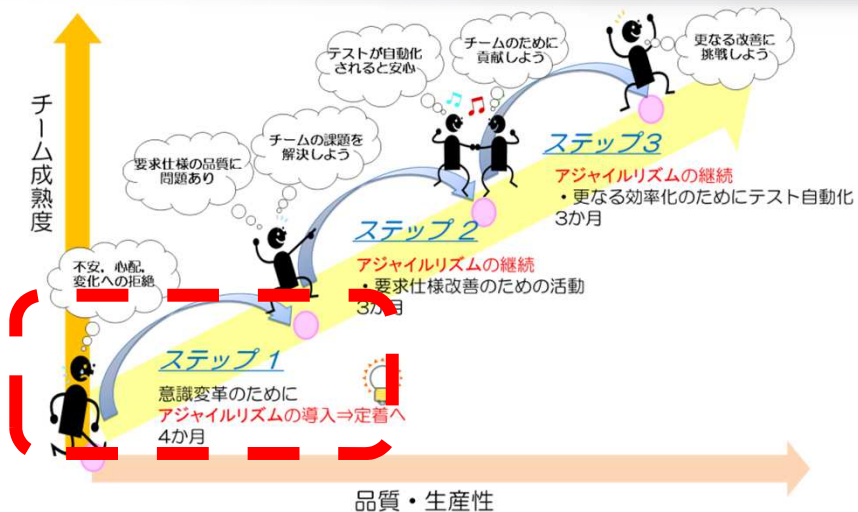 チーム成熟度
不安，心配，
変化への拒絶
要求仕様の品質に
問題あり
チームの課題を
解決しよう
テストが自動化
されると安心
チームのために
貢献しよう
更なる改善に
挑戦しよう
ステップ1
意識変革のために
アジャイルリズムの導入⇒定着へ
4か月
ステップ2
アジャイルリズムの継続
・要求仕様改善のための活動
3か月
ステップ3
アジャイルリズムの継続
・更なる効率化のためにテスト自動化
3か月
品質・生産性